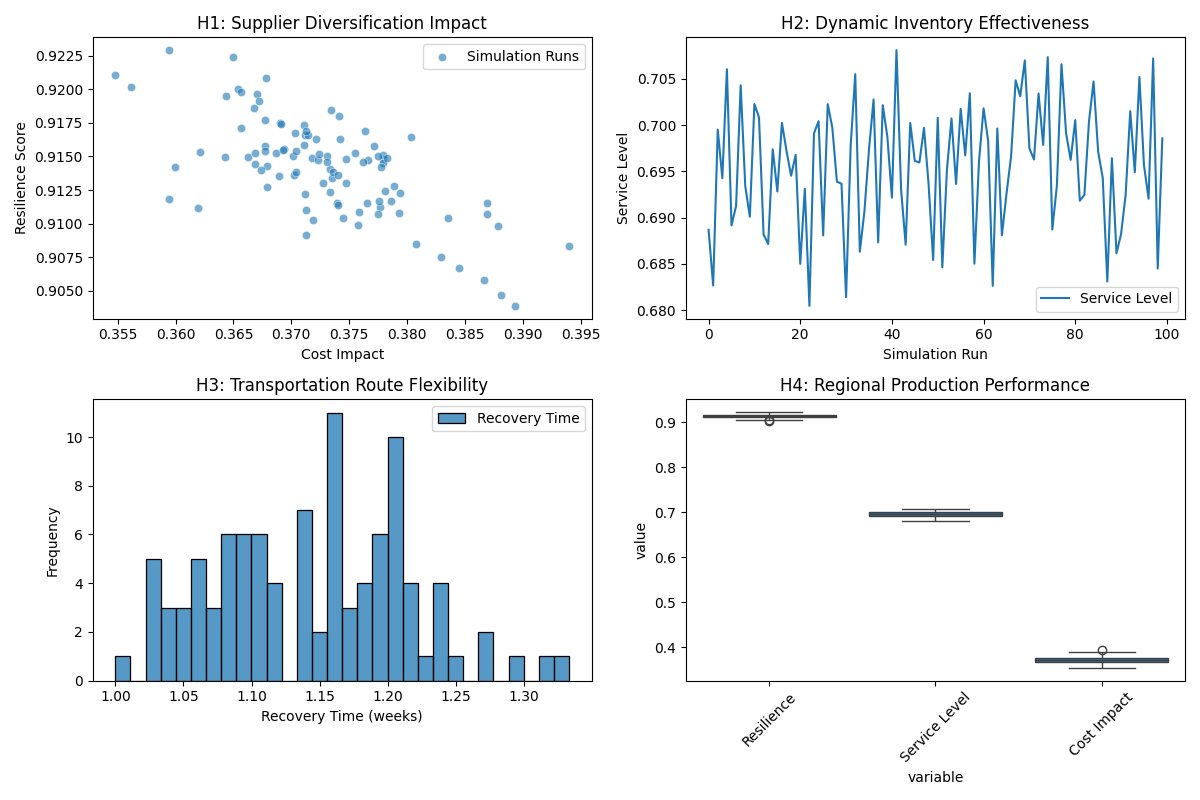 H1: Supplier Diversification Impact
Simulation Runs
0.9225
0.9200
0.9175
0.9150
0.9125
0.9100
0.9075
0.9050
Resilience Score
0.355 0.360 0.365 0.370 0.375 0.380 0.385 0.390 0.395
Cost Impact
H2: Dynamic Inventory Effectiveness
0.705
0.700
0.695
0.690
0.685
0.680
Service Level
Service Level
0 20 40 60 80 100
Simulation Run
H3: Transportation Route Flexibility
Recovery Time
10
8
6
4
2
0
Frequency
1.00 1.05 1.10 1.15 1.20 1.25 1.30
Recovery Time (weeks)
H4: Regional Production Performance
0.9
0.8
0.7
0.6
0.5
0.4
value
Resilience
Service Level
Cost Impact
variable